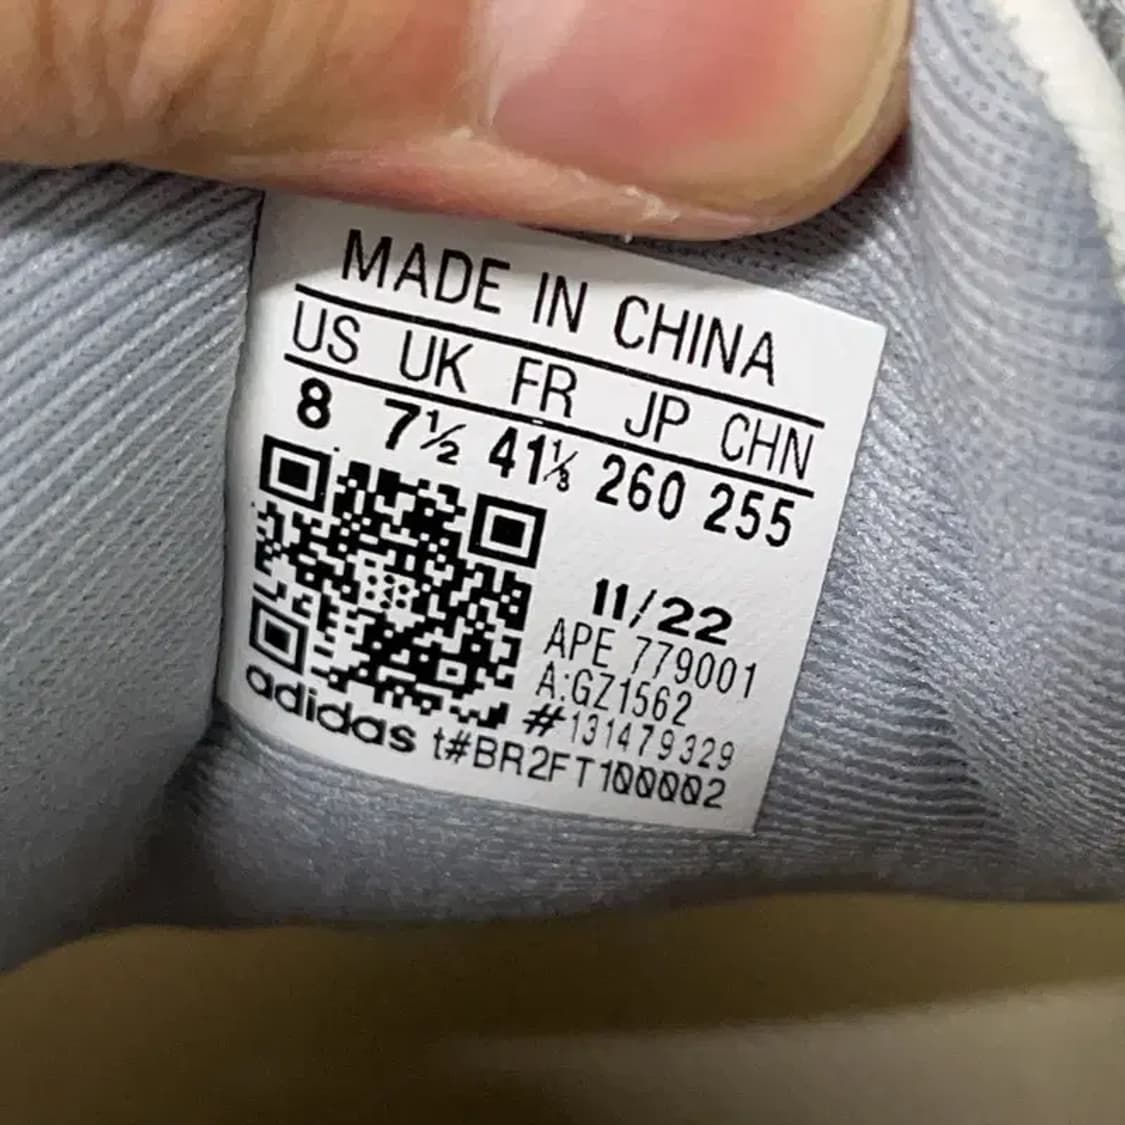 MADE IN CHINA
US UK FR JP CHN
8 7½ 41⅓ 260 255
11/22
APE 779001
A:GZ1562
#131479329
adidas t#BR2FT100002